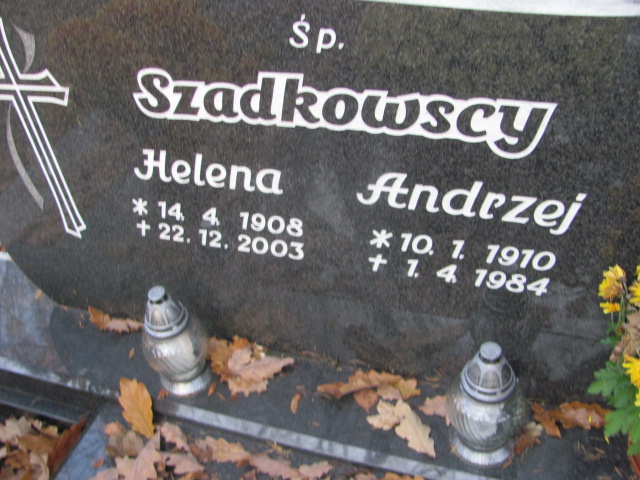 Śp.
Szadkowscy
Helena Andrzej
* 14. 4. 1908 * 10. 1. 1910
+ 22. 12. 2003 + 1. 4. 1984